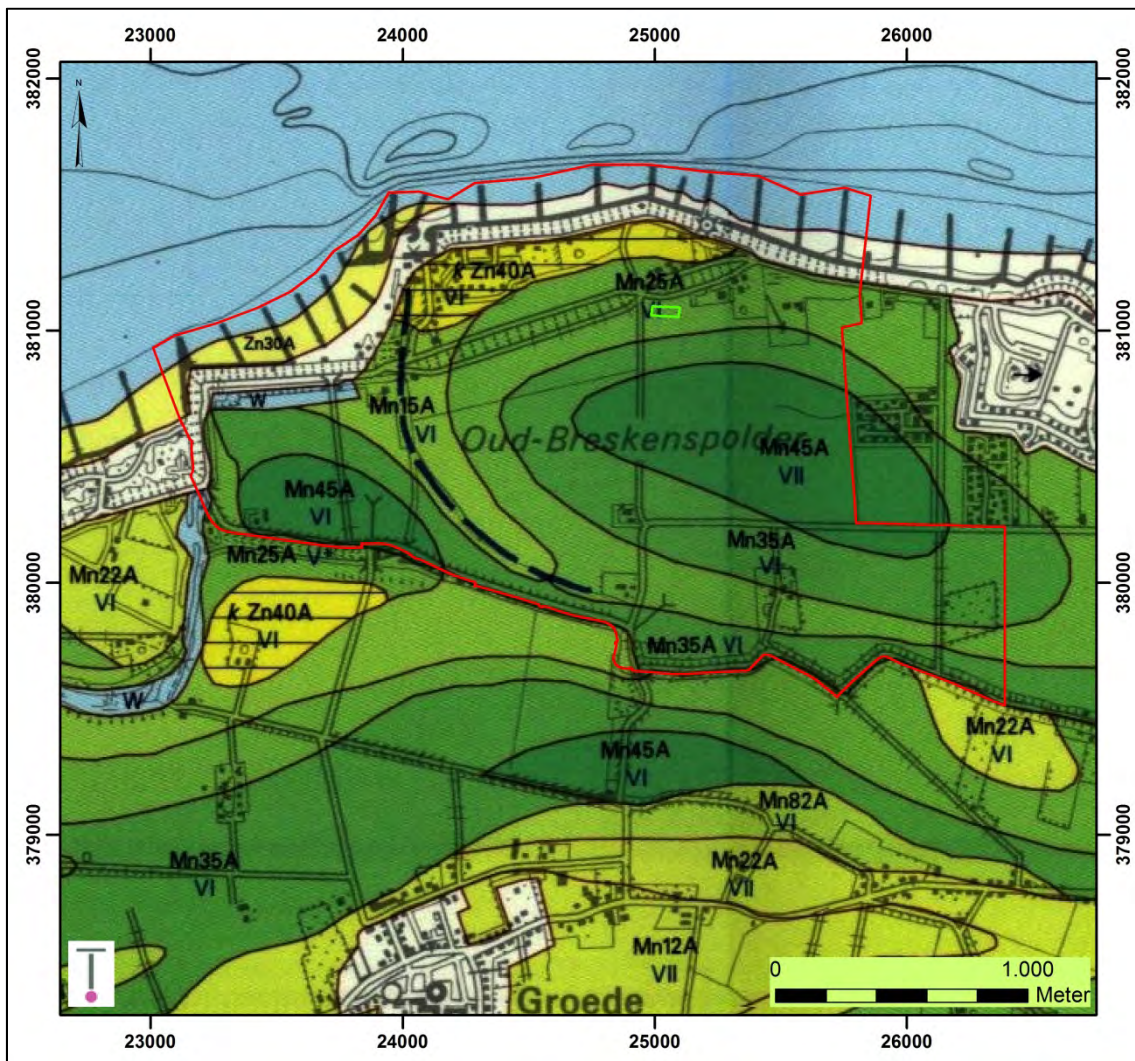 23000 24000 25000 26000
382000 382000
N
k Zn40A
VI
Mn25A
381000 381000
Zn30A
W
Mn15A
VI
Oud-Breskenspolder
Mn45A
VII
Mn45A
VI
Mn25A V*
Mn35A
VI
Mn22A
VI
380000 380000
k Zn40A
VI
Mn35A VI
W
Mn22A
VI
Mn45A
VI
Mn82A
VI
379000 379000
Mn35A
VI
Mn22A
VII
Mn12A
VII
Groede
0 1.000
Meter
23000 24000 25000 26000